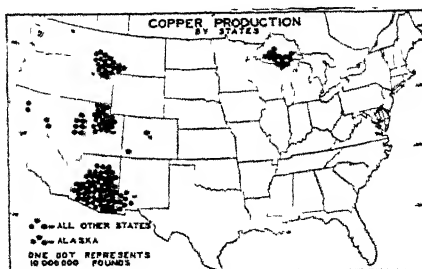 COPPER PRODUCTION
BY STATES
ALL OTHER STATES
ALASKA
ONE DOT REPRESENTS
10 000 000 POUNDS